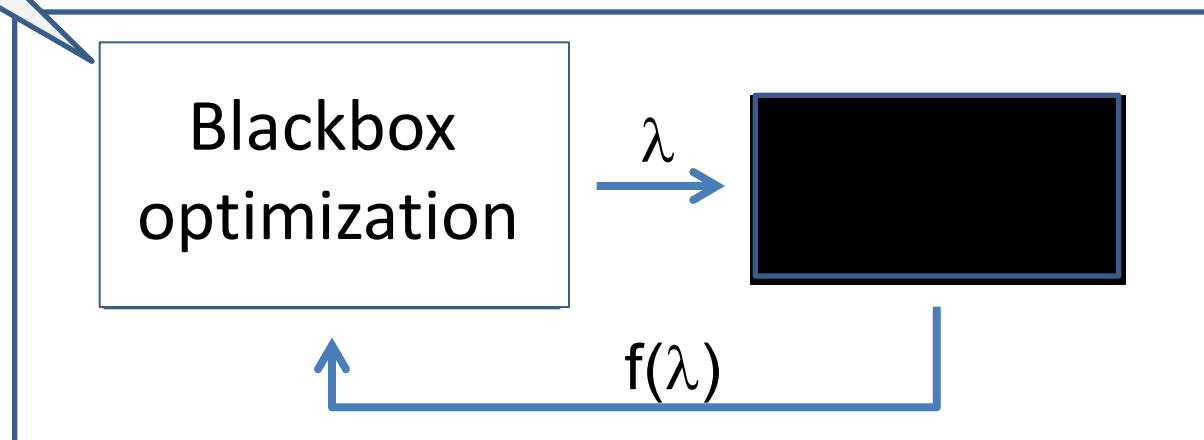 Blackbox
optimization
λ
f(λ)